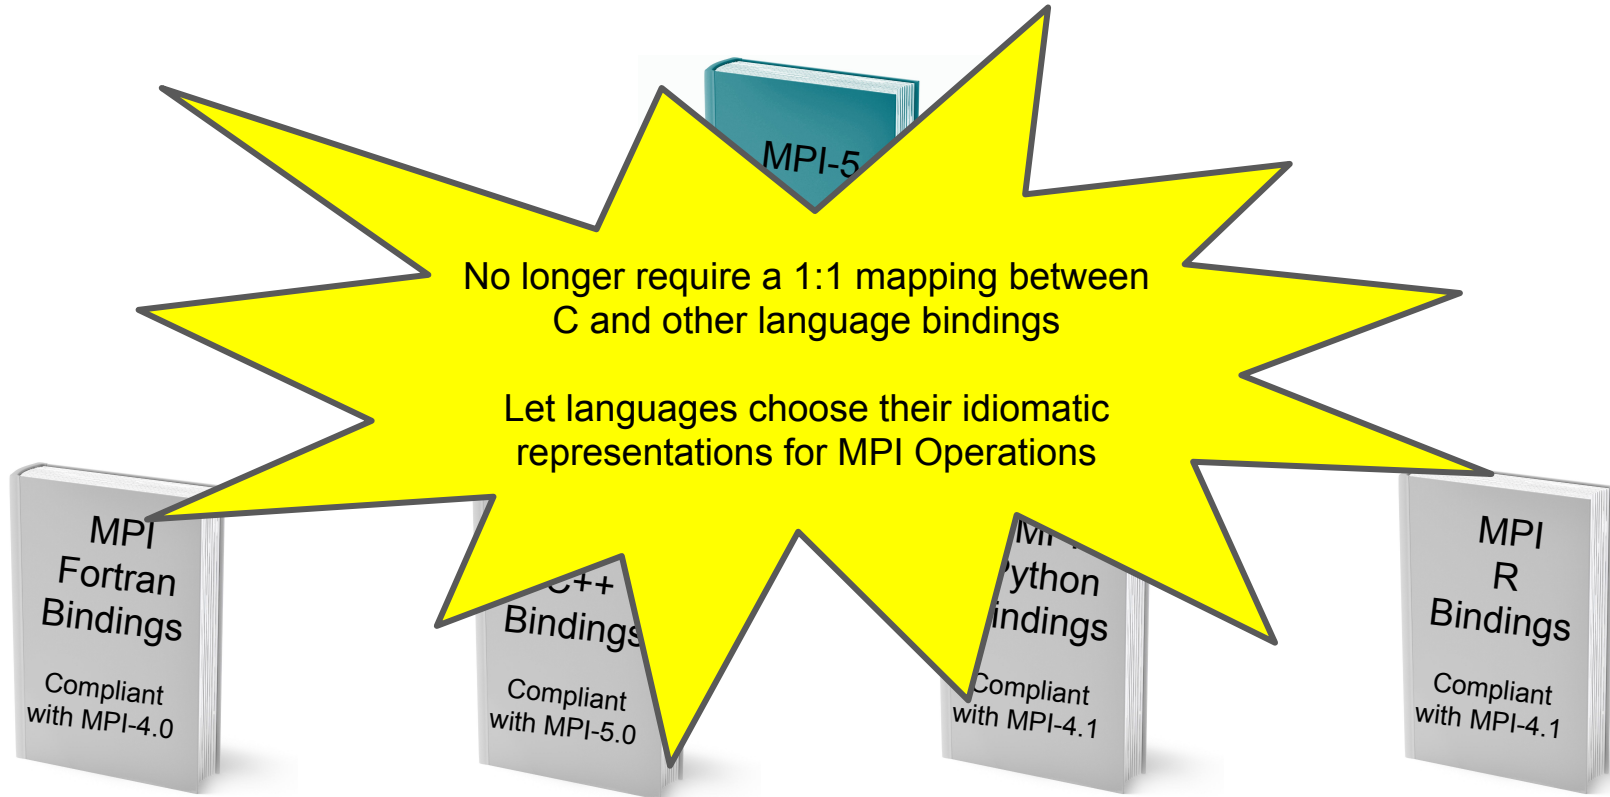 MPI-5
No longer require a 1:1 mapping between
C and other language bindings
Let languages choose their idiomatic
representations for MPI Operations
MPI
Fortran
Bindings
Compliant
with MPI-4.0
C++
Bindings
Compliant
with MPI-5.0
Compliant
with MPI-4.1
MPI
R
Bindings
Compliant
with MPI-4.1